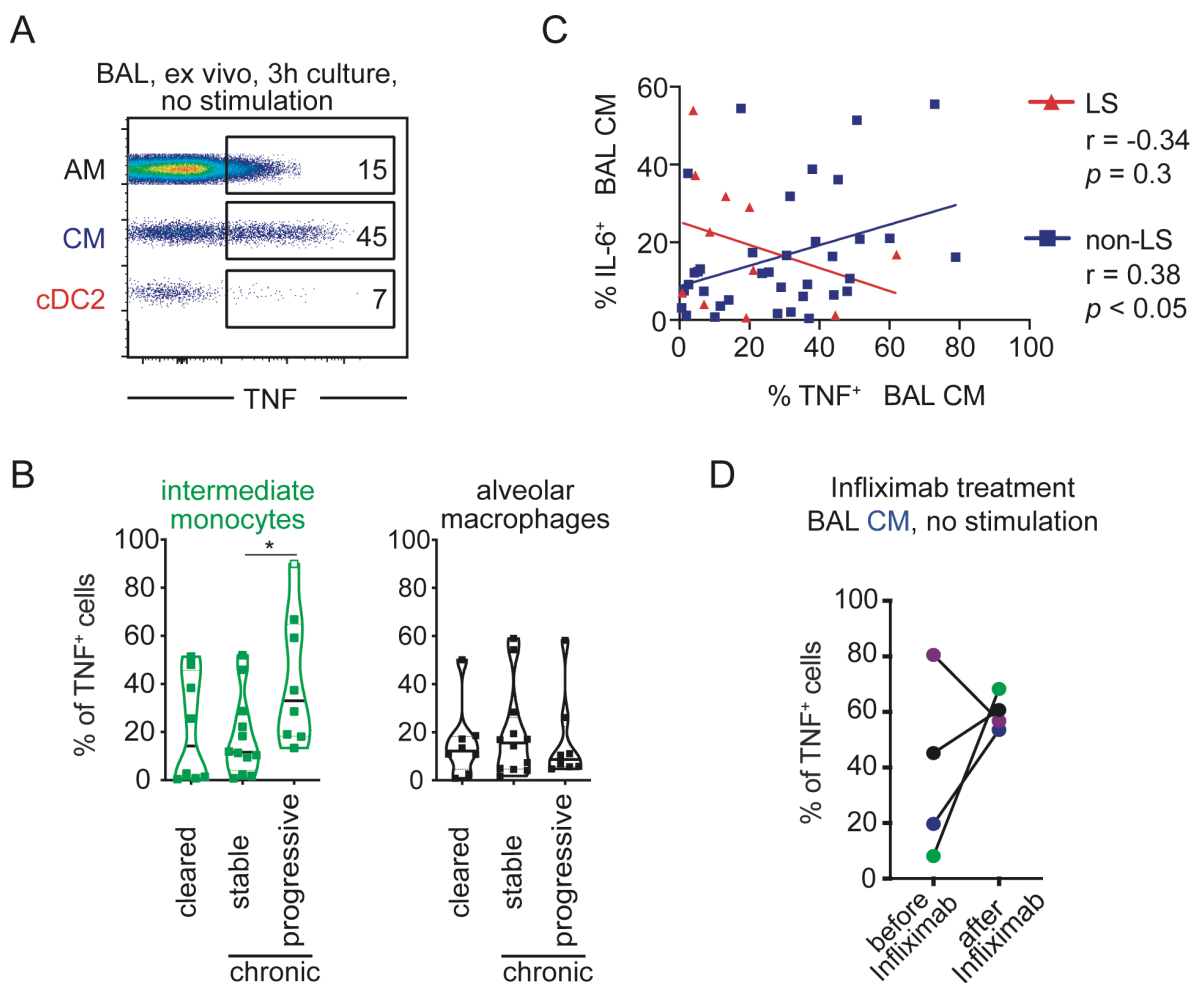 A
BAL, ex vivo, 3h culture,
no stimulation
AM
15
CM
45
cDC2
7
TNF
B
intermediate
monocytes
% of TNF+ cells
100
80
60
40
20
0
*
cleared
stable
progressive
chronic
alveolar
macrophages
100
80
60
40
20
0
cleared
stable
progressive
chronic
C
% IL-6+ BAL CM
60
40
20
0
0
20
40
60
80
100
% TNF+ BAL CM
LS
r = -0.34
p = 0.3
non-LS
r = 0.38
p < 0.05
D
Infliximab treatment
BAL CM, no stimulation
% of TNF+ cells
100
80
60
40
20
0
before
Infliximab
after
Infliximab